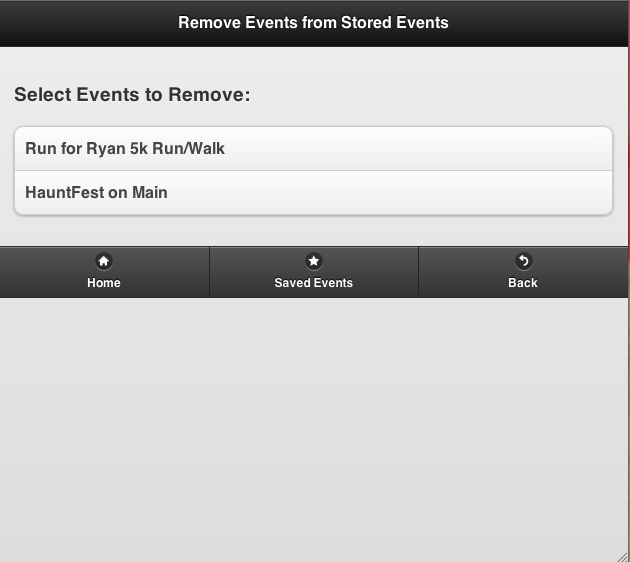 Remove Events from Stored Events
Select Events to Remove:
Run for Ryan 5k Run/Walk
HauntFest on Main
Home
Saved Events
Back